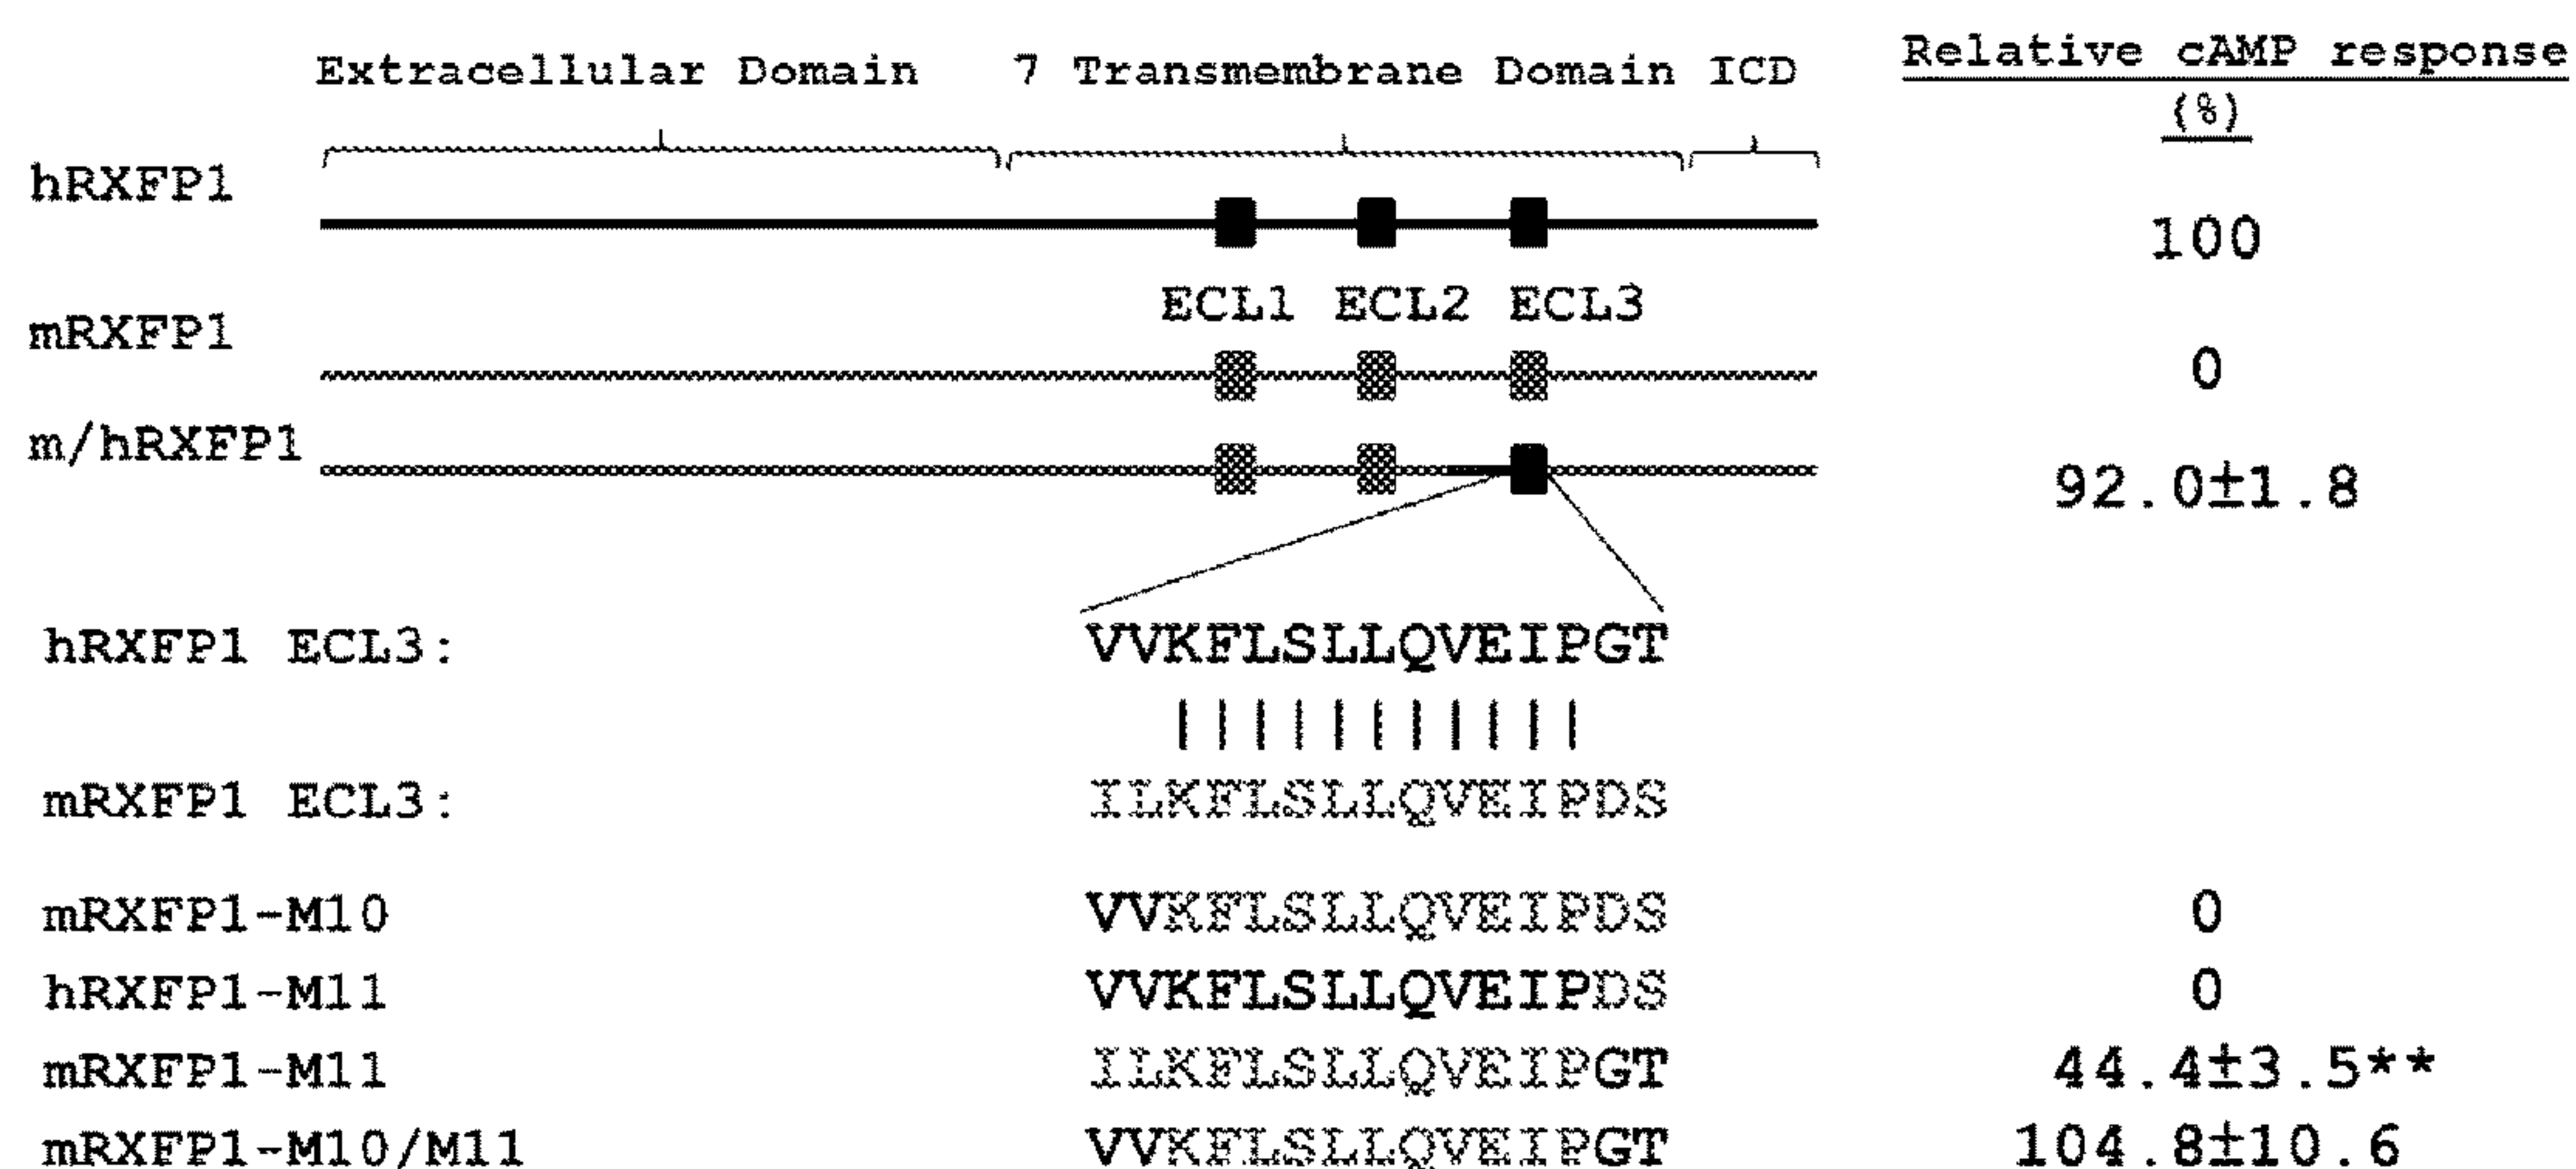 Extracellular Domain 7 Transmembrane Domain ICD Relative cAMP response
(%)
hRXFP1
100
ECL1 ECL2 ECL3
mRXFP1
0
m/hRXFP1
92.0±1.8
hRXFP1 ECL3: VVKFLSLLQVEIPGT
mRXFP1 ECL3: ILKFLSLLQVEIPDS
mRXFP1-M10 VVKFLSLLQVEIPDS 0
hRXFP1-M11 VVKFLSLLQVEIPDS 0
mRXFP1-M11 ILKFLSLLQVEIPGT 44.4±3.5**
mRXFP1-M10/M11 VVKFLSLLQVEIPGT 104.8±10.6